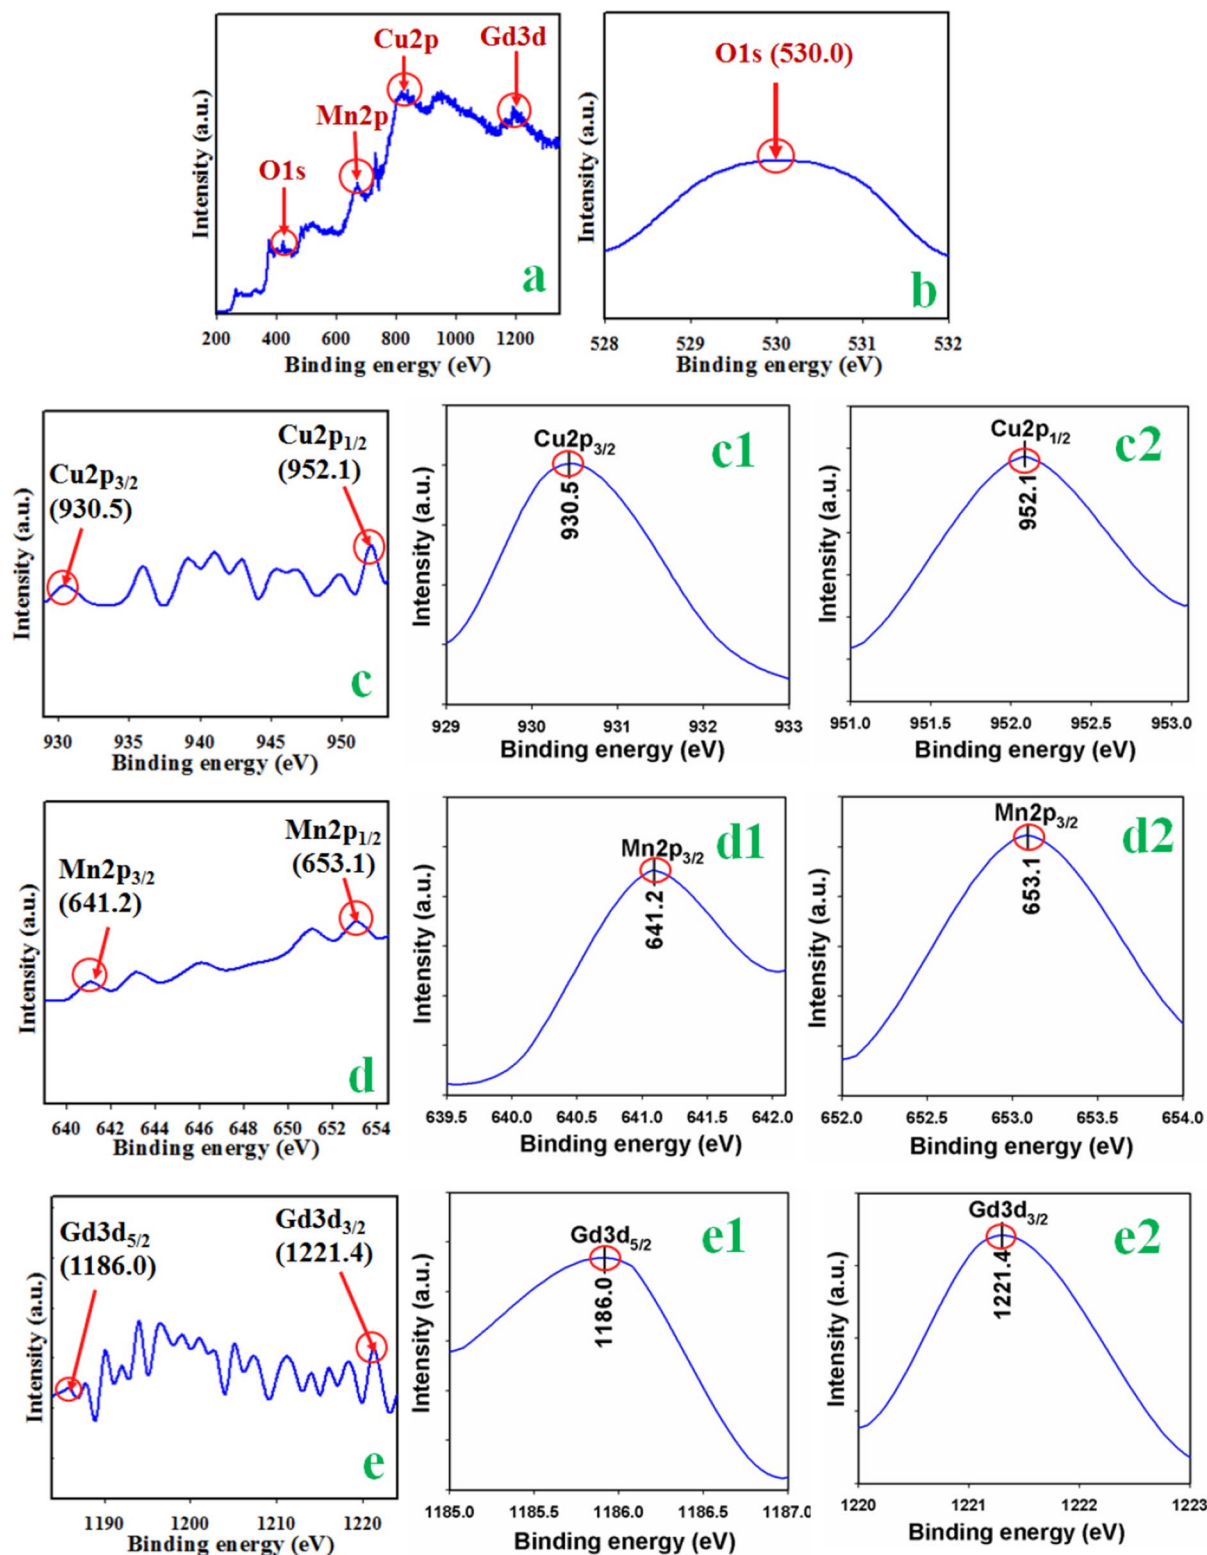 Cu2p
Gd3d
Mn2p
O1s
Intensity (a.u.)
a
200 400 600 800 1000 1200
Binding energy (eV)
O1s (530.0)
Intensity (a.u.)
b
528 529 530 531 532
Binding energy (eV)
Cu2p1/2
(952.1)
Cu2p3/2
(930.5)
Intensity (a.u.)
c
930 935 940 945 950
Binding energy (eV)
c1
Cu2p3/2
930.5
Intensity (a.u.)
929 930 931 932 933
Binding energy (eV)
c2
Cu2p1/2
952.1
Intensity (a.u.)
951.0 951.5 952.0 952.5 953.0
Binding energy (eV)
Mn2p1/2
(653.1)
Mn2p3/2
(641.2)
Intensity (a.u.)
d
640 642 644 646 648 650 652 654
Binding energy (eV)
d1
Mn2p3/2
641.2
Intensity (a.u.)
639.5 640.0 640.5 641.0 641.5 642.0
Binding energy (eV)
d2
Mn2p3/2
653.1
Intensity (a.u.)
652.0 652.5 653.0 653.5 654.0
Binding energy (eV)
Gd3d3/2
(1221.4)
Gd3d5/2
(1186.0)
Intensity (a.u.)
e
1190 1200 1210 1220
Binding energy (eV)
e1
Gd3d5/2
1186.0
Intensity (a.u.)
1185.0 1185.5 1186.0 1186.5 1187.0
Binding energy (eV)
e2
Gd3d3/2
1221.4
Intensity (a.u.)
1220 1221 1222 1223
Binding energy (eV)